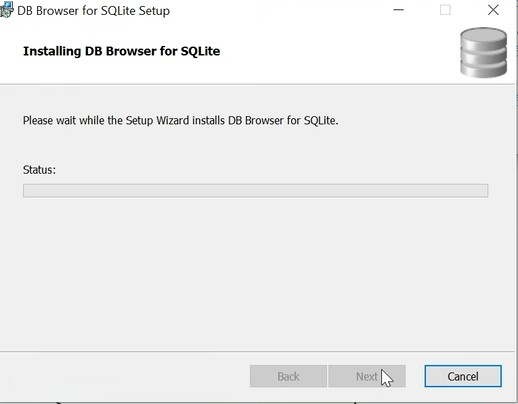 DB Browser for SQLite Setup
Installing DB Browser for SQLite
Please wait while the Setup Wizard installs DB Browser for SQLite.
Status:
Back Next Cancel